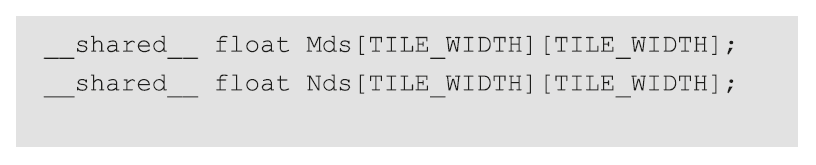 __shared__ float Mds[TILE_WIDTH][TILE_WIDTH];
__shared__ float Nds[TILE_WIDTH][TILE_WIDTH];